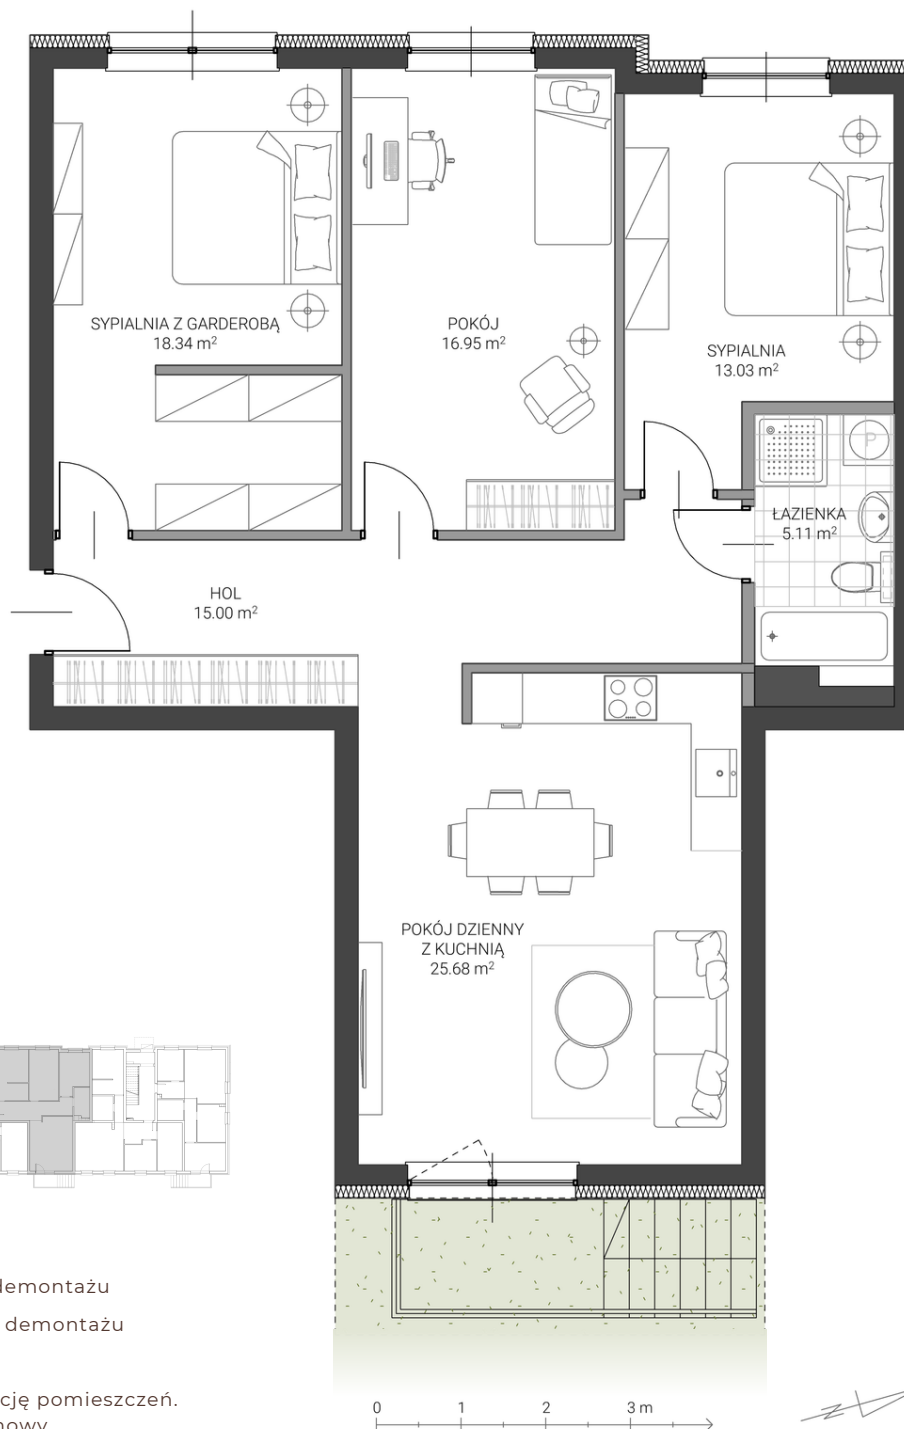 SYPIALNIA Z GARDEROBĄ
18.34 m²
POKÓJ
16.95 m²
SYPIALNIA
13.03 m²
ŁAZIENKA
5.11 m²
HOL
15.00 m²
POKÓJ DZIENNY
Z KUCHNIĄ
25.68 m²
demontażu
demontażu
cję pomieszczeń.
0 1 2 3 m
N
P